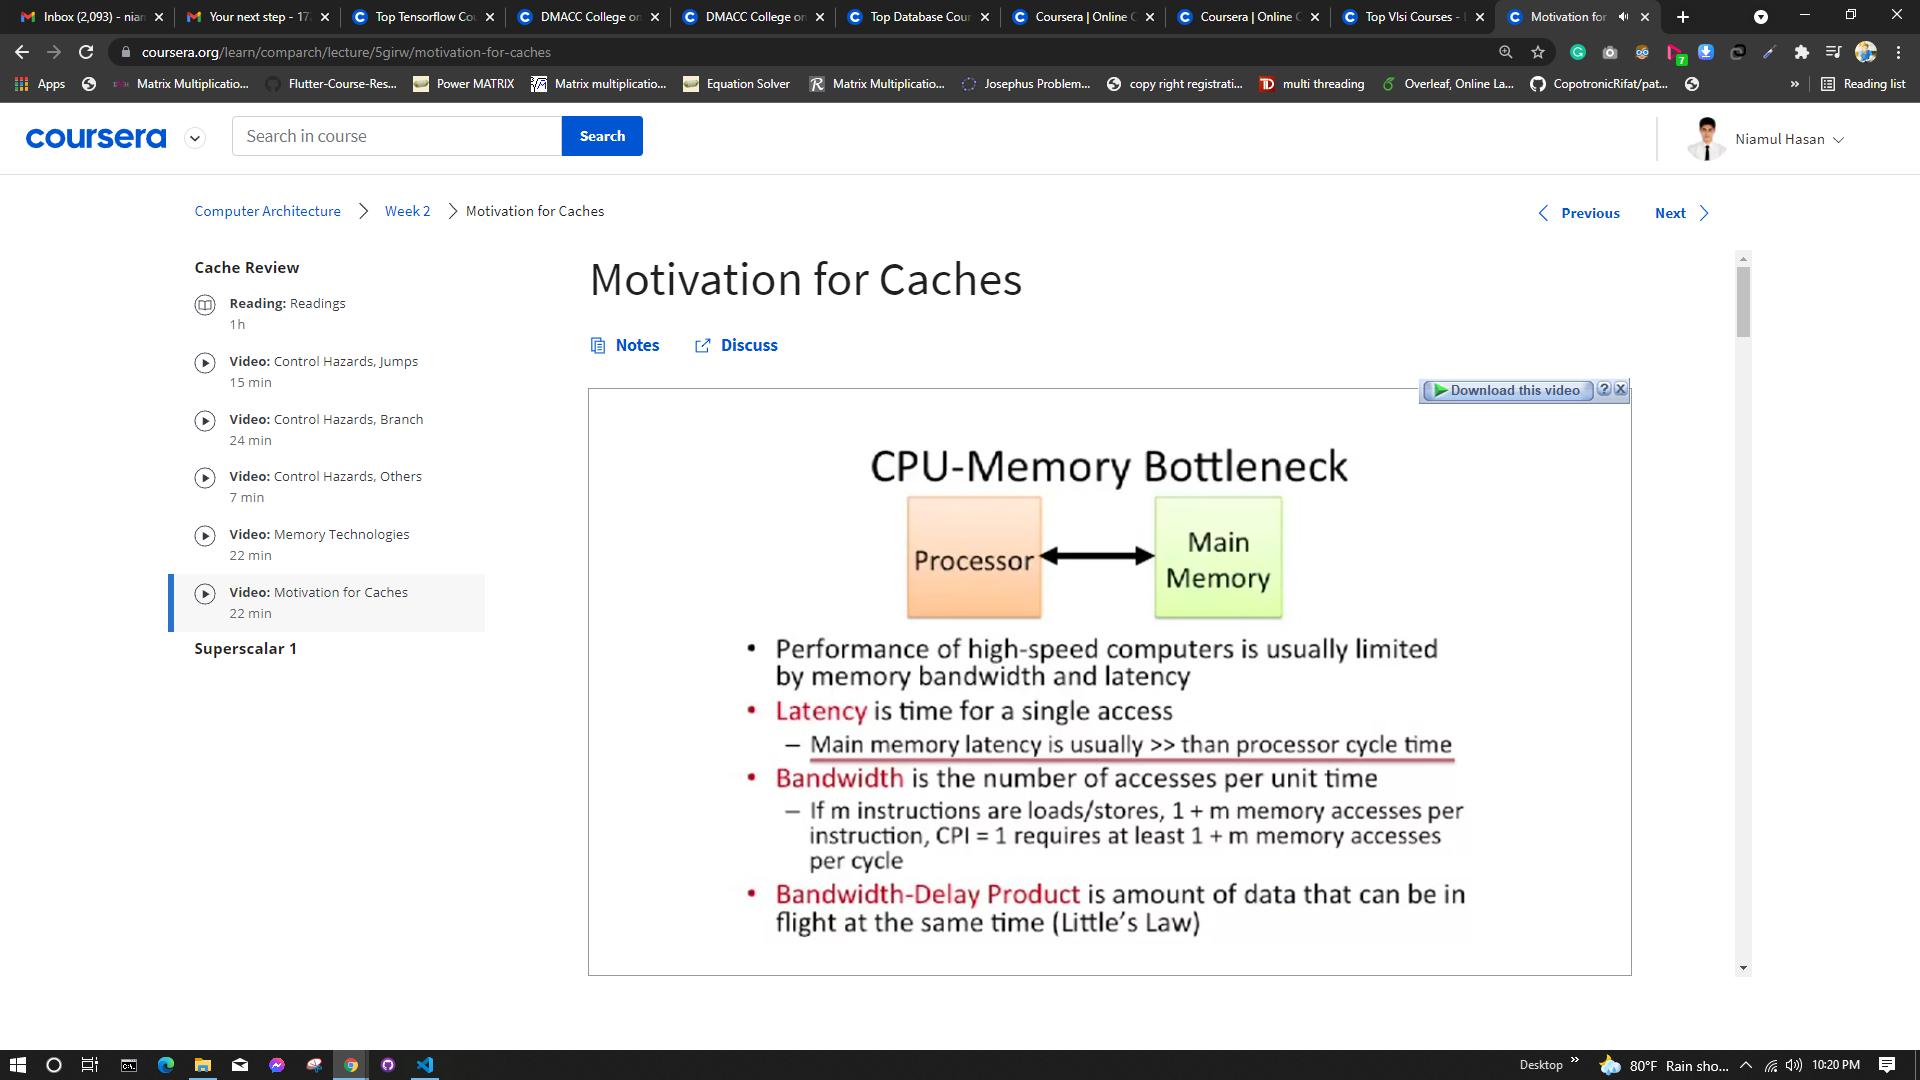 Inbox (2,093) - niam
Your next step - 17
Top Tensorflow Cou
DMACC College on
DMACC College on
Top Database Cour
Coursera | Online C
Coursera | Online C
Top Vlsi Courses - L
Motivation for
coursera.org/learn/comparch/lecture/5girw/motivation-for-caches
7
Apps
Matrix Multiplicatio...
Flutter-Course-Res...
Power MATRIX
Matrix multiplicatio...
Equation Solver
Matrix Multiplicatio...
Josephus Problem...
copy right registrati...
multi threading
Overleaf, Online La...
CopotronicRifat/pat...
»
Reading list
coursera
Search in course
Search
Niamul Hasan
Computer Architecture
Week 2
Motivation for Caches
Previous
Next
Cache Review
Reading: Readings
1h
Video: Control Hazards, Jumps
15 min
Video: Control Hazards, Branch
24 min
Video: Control Hazards, Others
7 min
Video: Memory Technologies
22 min
Video: Motivation for Caches
22 min
Superscalar 1
Motivation for Caches
Notes
Discuss
Download this video
CPU-Memory Bottleneck
Processor
Main
Memory
• Performance of high-speed computers is usually limited
by memory bandwidth and latency
• Latency is time for a single access
– Main memory latency is usually >> than processor cycle time
• Bandwidth is the number of accesses per unit time
– If m instructions are loads/stores, 1 + m memory accesses per
instruction, CPI = 1 requires at least 1 + m memory accesses
per cycle
• Bandwidth-Delay Product is amount of data that can be in
flight at the same time (Little's Law)
Desktop
»
80°F Rain sho...
10:20 PM